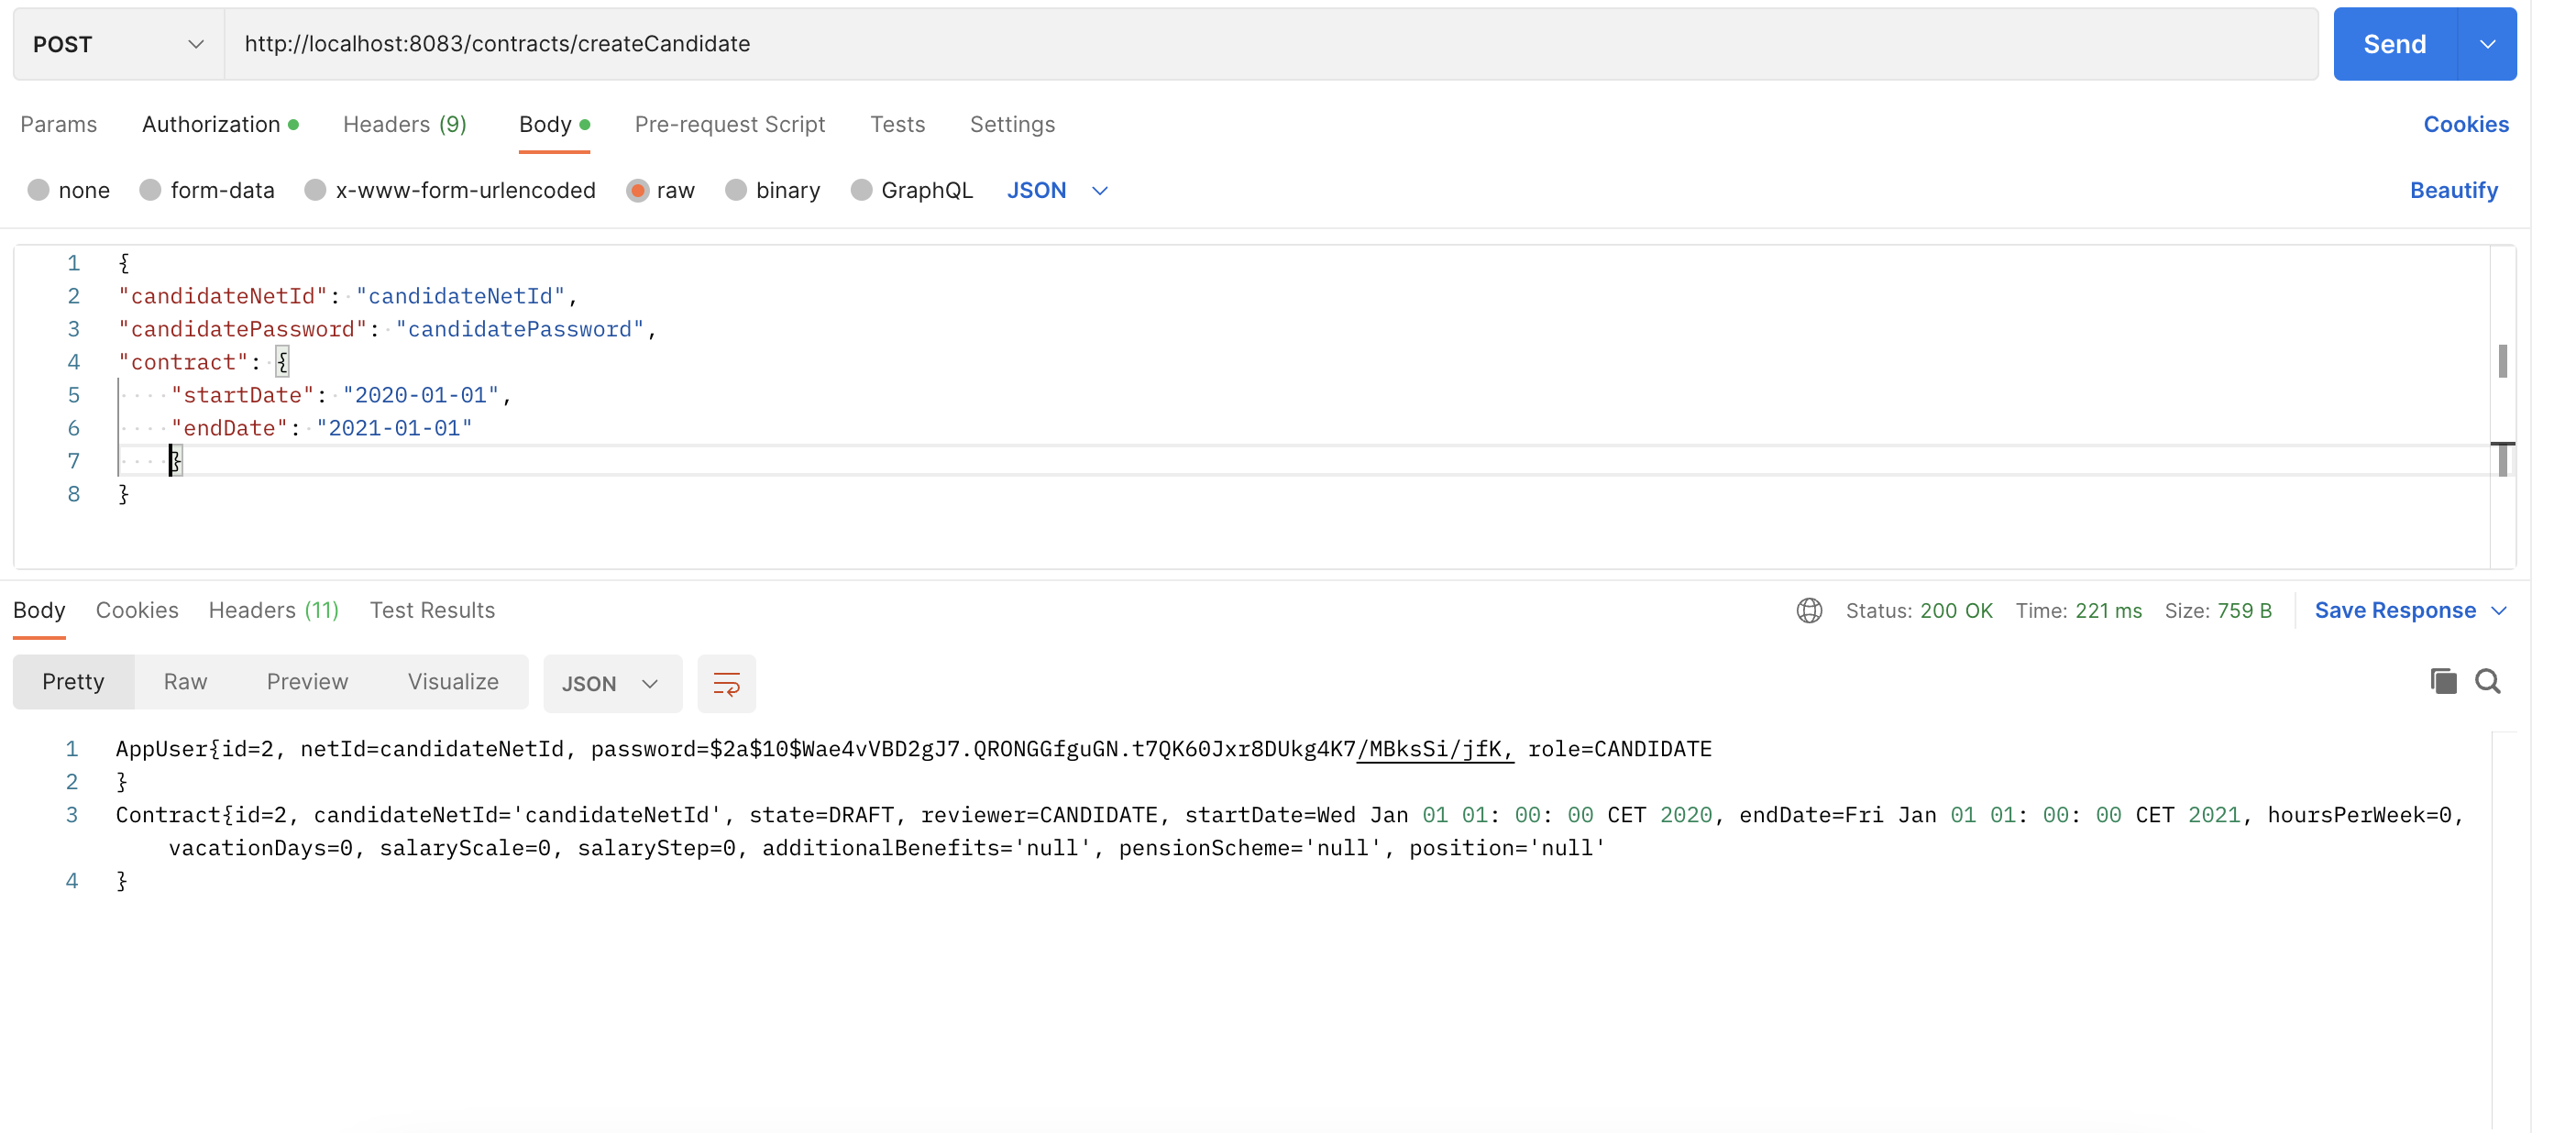 POST http://localhost:8083/contracts/createCandidate Send
Params Authorization Headers (9) Body Pre-request Script Tests Settings Cookies
none form-data x-www-form-urlencoded raw binary GraphQL JSON Beautify
1 {
2 "candidateNetId": "candidateNetId",
3 "candidatePassword": "candidatePassword",
4 "contract": {
5 "startDate": "2020-01-01",
6 "endDate": "2021-01-01"
7 }
8 }
Body Cookies Headers (11) Test Results Status: 200 OK Time: 221 ms Size: 759 B Save Response
Pretty Raw Preview Visualize JSON
1 AppUser{id=2, netId=candidateNetId, password=$2a$10$Wae4vVBD2gJ7.QRONGGfguGN.t7QK60Jxr8DUkg4K7/MBksSi/jfK, role=CANDIDATE
2 }
3 Contract{id=2, candidateNetId='candidateNetId', state=DRAFT, reviewer=CANDIDATE, startDate=Wed Jan 01 01: 00: 00 CET 2020, endDate=Fri Jan 01 01: 00: 00 CET 2021, hoursPerWeek=0,
vacationDays=0, salaryScale=0, salaryStep=0, additionalBenefits='null', pensionScheme='null', position='null'
4 }